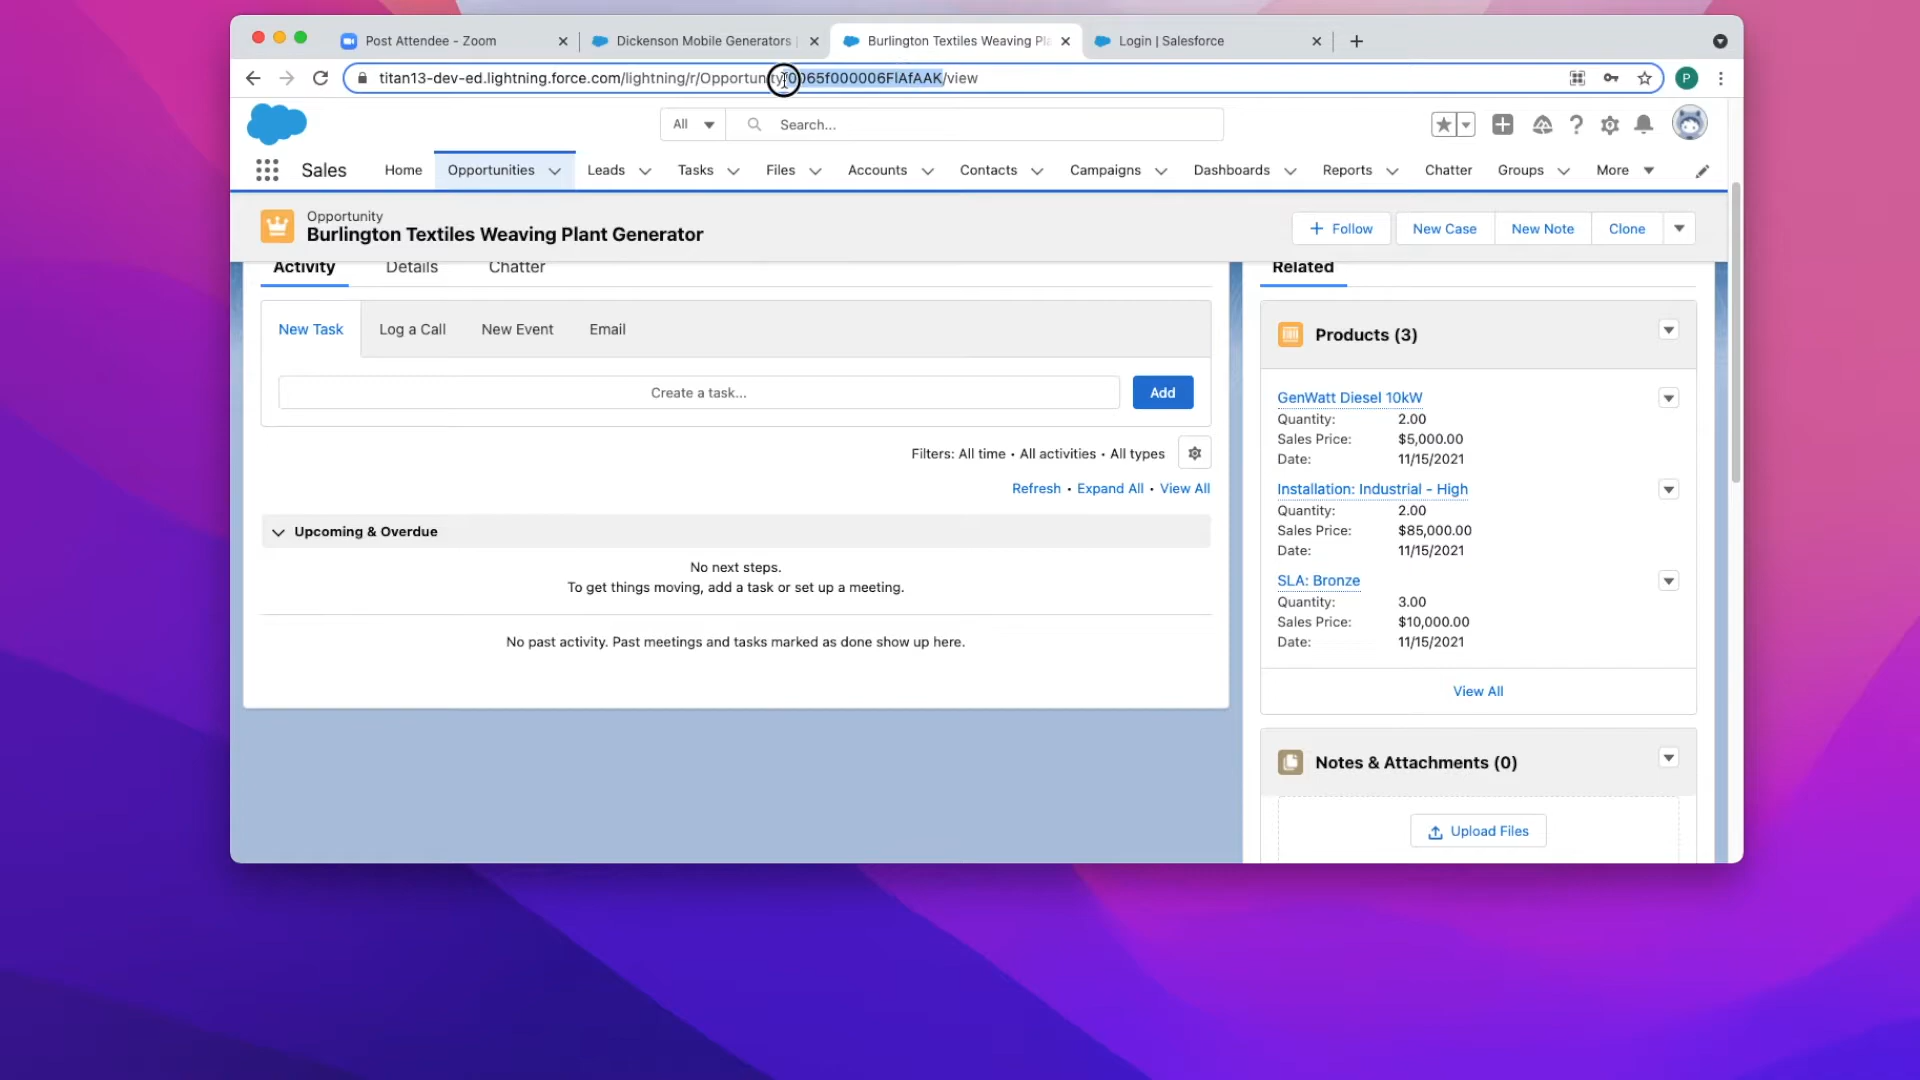 Post Attendee - Zoom
Dickenson Mobile Generators
Burlington Textiles Weaving Pla
Login | Salesforce
titan13-dev-ed.lightning.force.com/lightning/r/Opportunity/0065f000006FlAfAAK/view
P
All
Search...
Sales
Home
Opportunities
Leads
Tasks
Files
Accounts
Contacts
Campaigns
Dashboards
Reports
Chatter
Groups
More
Opportunity
Burlington Textiles Weaving Plant Generator
Follow
New Case
New Note
Clone
Activity
Details
Chatter
New Task
Log a Call
New Event
Email
Create a task...
Add
Filters: All time • All activities • All types
Refresh • Expand All • View All
Upcoming & Overdue
No next steps.
To get things moving, add a task or set up a meeting.
No past activity. Past meetings and tasks marked as done show up here.
Related
Products (3)
GenWatt Diesel 10kW
Quantity: 2.00
Sales Price: $5,000.00
Date: 11/15/2021
Installation: Industrial - High
Quantity: 2.00
Sales Price: $85,000.00
Date: 11/15/2021
SLA: Bronze
Quantity: 3.00
Sales Price: $10,000.00
Date: 11/15/2021
View All
Notes & Attachments (0)
Upload Files